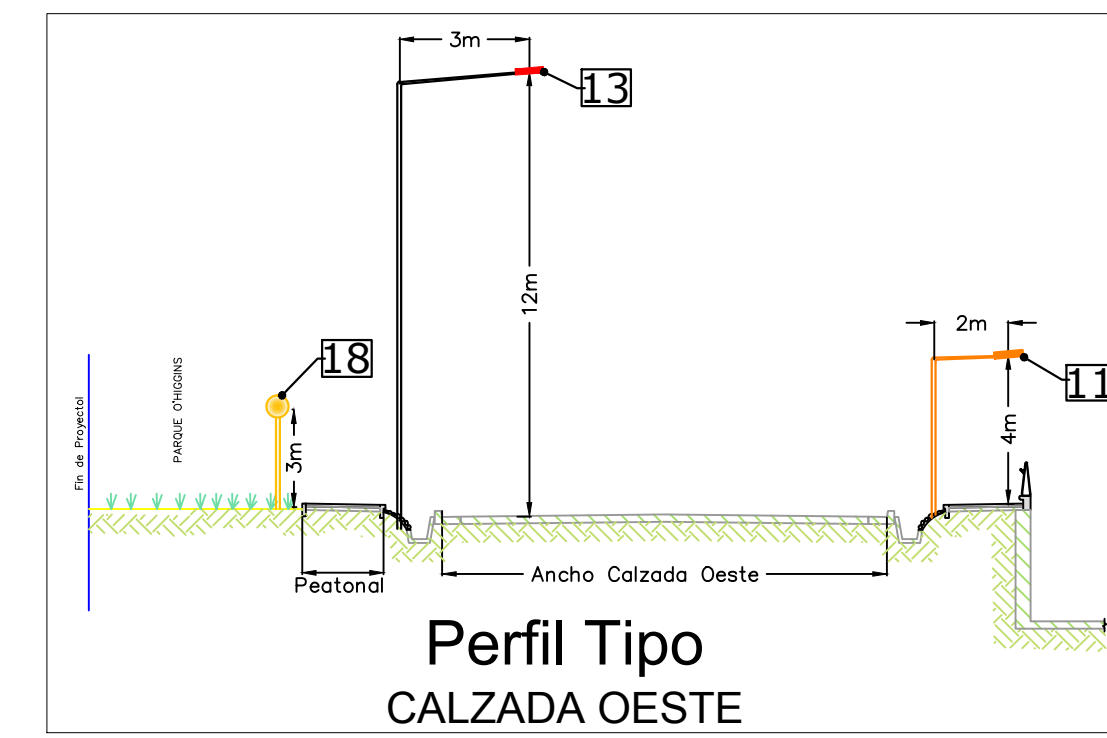 3m
13
12m
2m
18
11
4m
3m
PARQUE O'HIGGINS
Fin de Proyectol
Peatonal
Ancho Calzada Oeste
Perfil Tipo
CALZADA OESTE